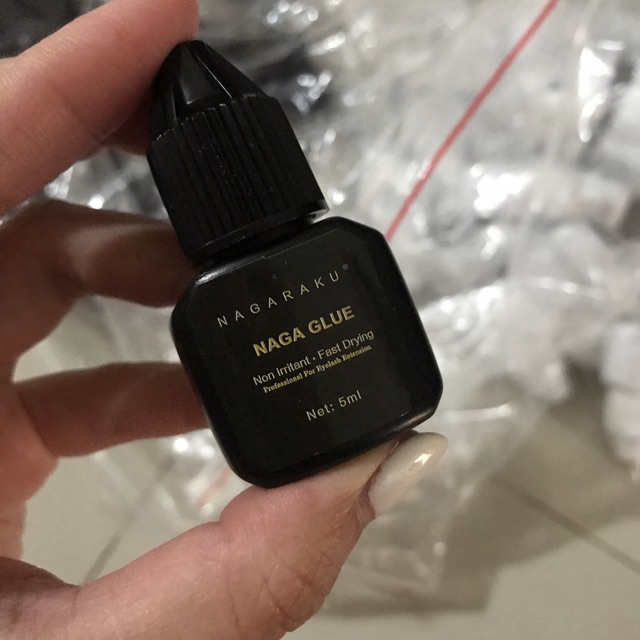 NAGARAKU®
NAGA GLUE
Non Irritant · Fast Drying
Professional For Eyelash Extension
Net: 5ml